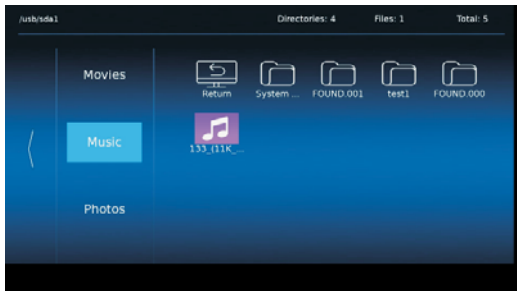 /usb/sda1 Directories: 4 Files: 1 Total: 5
Movies
Return System ... FOUND.001 test1 FOUND.000
Music
133_(11K_...
Photos